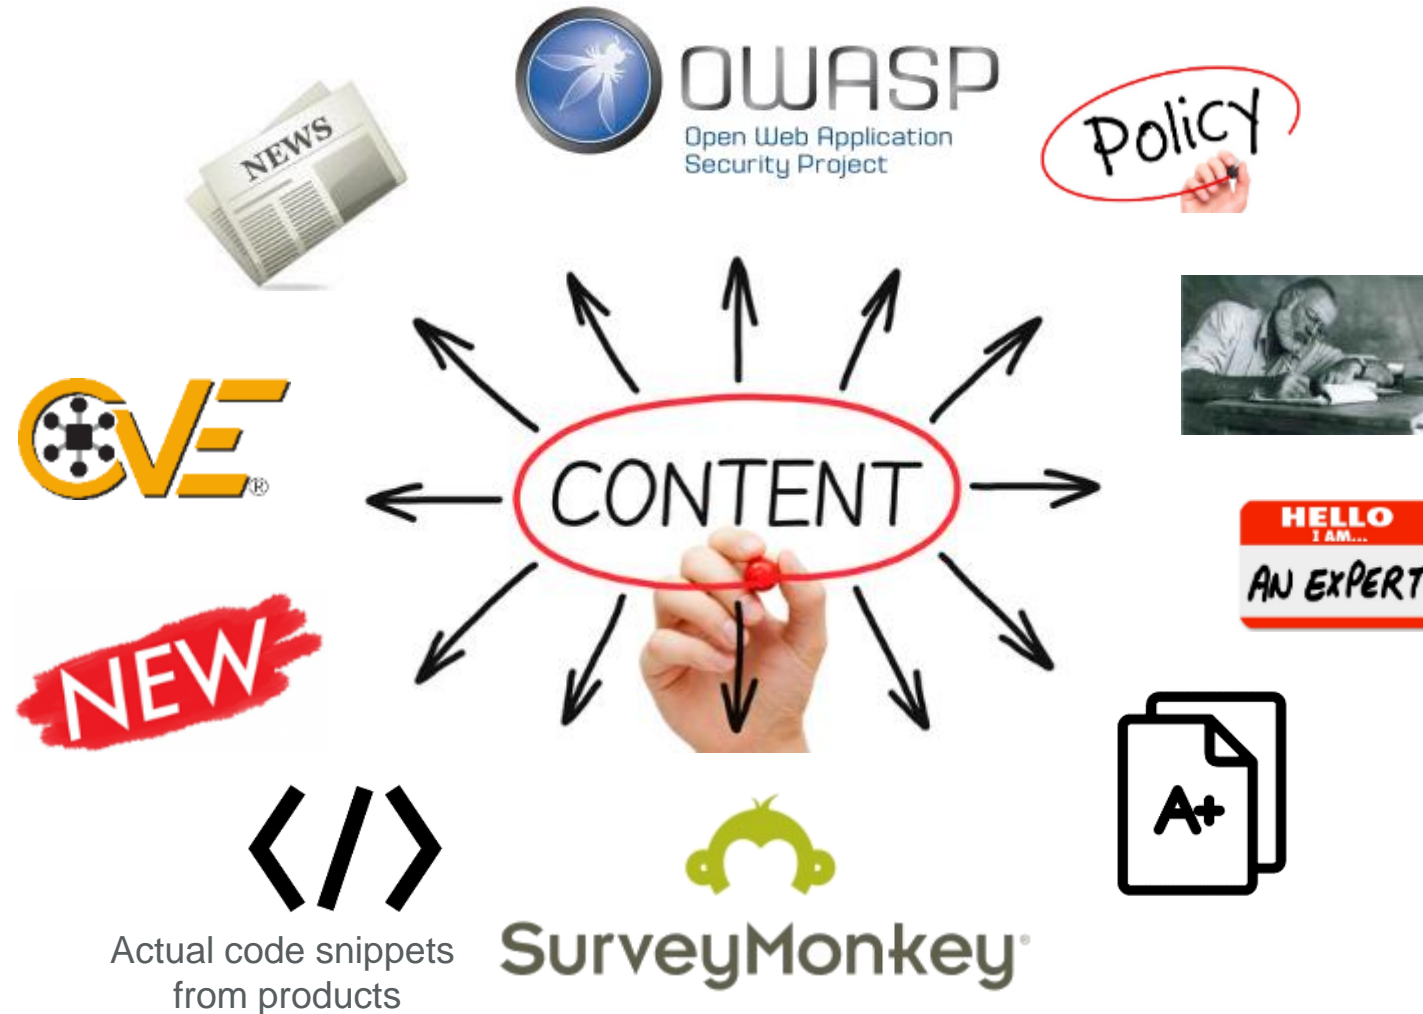 OWASP
Open Web Application
Security Project
Policy
NEWS
CVE®
CONTENT
HELLO
I AM...
AN EXPERT
NEW
A+
</>
Actual code snippets
from products
SurveyMonkey®